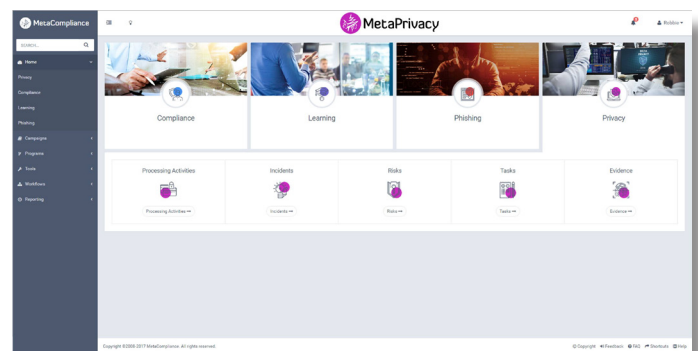 MetaCompliance
MetaPrivacy
Robbie
SEARCH...
Home
Privacy
Compliance
Learning
Phishing
Campaigns
Programs
Tools
Workflows
Reporting
Compliance
Learning
Phishing
Privacy
Processing Activities
Incidents
Risks
Tasks
Evidence
Processing Activities
Incidents
Risks
Tasks
Evidence
Copyright ©2005-2017 MetaCompliance. All rights reserved.
Copyright Feedback FAQ Shortcuts Help